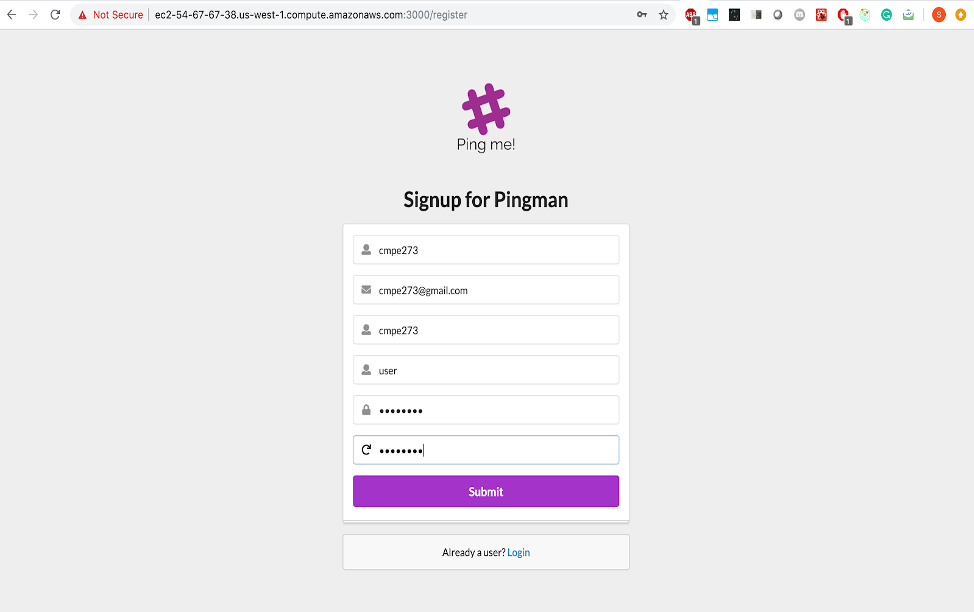 Not Secure | ec2-54-67-67-38.us-west-1.compute.amazonaws.com:3000/register
Ping me!
Signup for Pingman
cmpe273
cmpe273@gmail.com
cmpe273
user
••••••••
••••••••
Submit
Already a user? Login